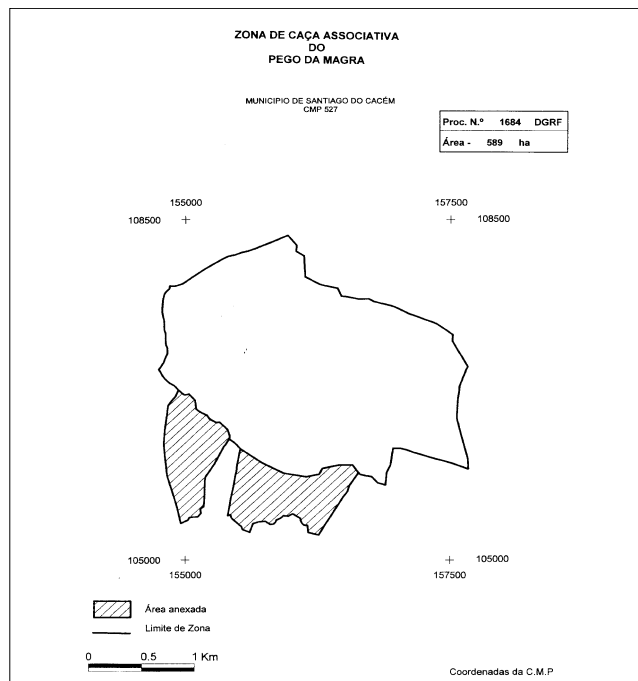 ZONA DE CAÇA ASSOCIATIVA
DO
PEGO DA MAGRA
MUNICIPIO DE SANTIAGO DO CACÉM
CMP 527
Proc. N.º 1684 DGRF
Área - 589 ha
155000 157500
108500 108500
105000 105000
155000 157500
Área anexada
Limite de Zona
0 0.5 1 Km
Coordenadas da C.M.P